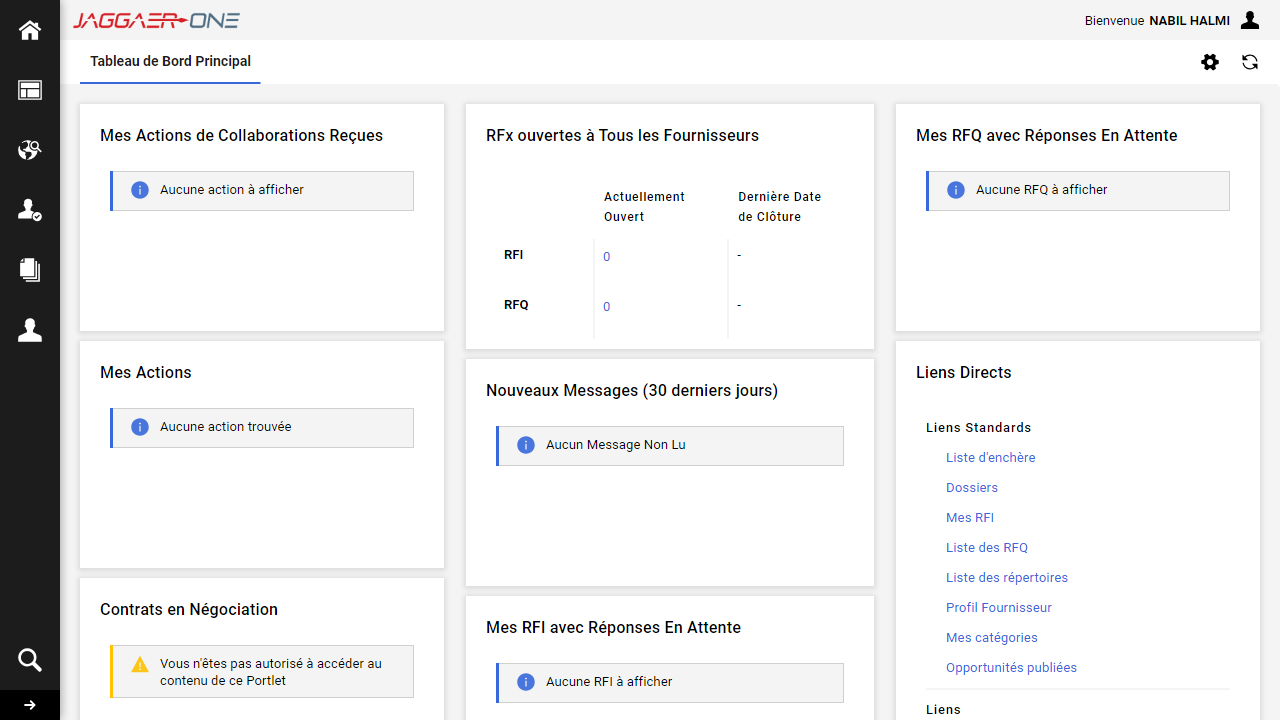 JAGGAER ONE
Bienvenue NABIL HALMI
Tableau de Bord Principal
Mes Actions de Collaborations Reçues
Aucune action à afficher
Mes Actions
Aucune action trouvée
Contrats en Négociation
Vous n'êtes pas autorisé à accéder au
contenu de ce Portlet
RFx ouvertes à Tous les Fournisseurs
Actuellement Dernière Date
Ouvert de Clôture
RFI 0 -
RFQ 0 -
Nouveaux Messages (30 derniers jours)
Aucun Message Non Lu
Mes RFI avec Réponses En Attente
Aucune RFI à afficher
Mes RFQ avec Réponses En Attente
Aucune RFQ à afficher
Liens Directs
Liens Standards
Liste d'enchère
Dossiers
Mes RFI
Liste des RFQ
Liste des répertoires
Profil Fournisseur
Mes catégories
Opportunités publiées
Liens